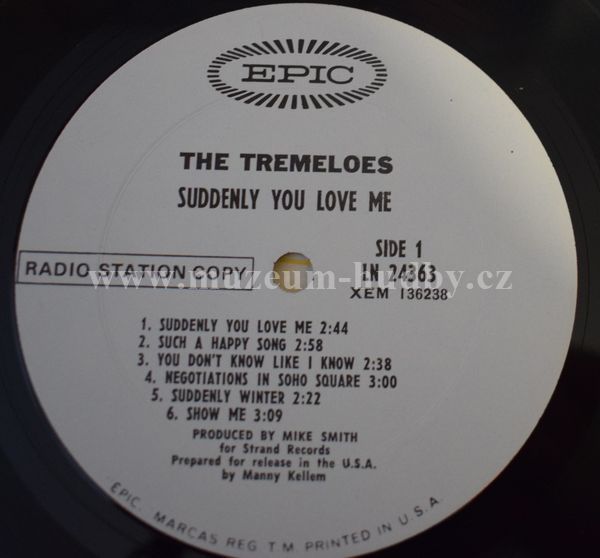 EPIC
THE TREMELOES
SUDDENLY YOU LOVE ME
SIDE 1
RADIO STATION COPY
LN 24363
www.muzeum-hudby.cz
XEM 136238
1. SUDDENLY YOU LOVE ME 2:44
2. SUCH A HAPPY SONG 2:58
3. YOU DON'T KNOW LIKE I KNOW 2:38
4. NEGOTIATIONS IN SOHO SQUARE 3:00
5. SUDDENLY WINTER 2:22
6. SHOW ME 3:09
PRODUCED BY MIKE SMITH
for Strand Records
Prepared for release in the U.S.A.
by Manny Kellem
EPIC. MARCAS REG T.M. PRINTED IN U.S.A.